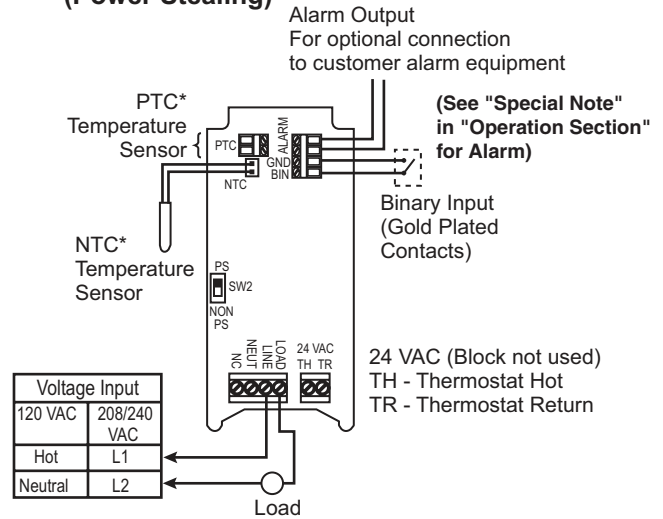 (Power Stealing)
Alarm Output
For optional connection
to customer alarm equipment
(See "Special Note"
in "Operation Section"
for Alarm)
PTC*
Temperature
Sensor
PTC
ALARM
GND
BIN
NTC
Binary Input
(Gold Plated
Contacts)
NTC*
Temperature
Sensor
PS
SW2
NON
PS
NC
NEUT
LINE
LOAD
24 VAC
TH TR
24 VAC (Block not used)
TH - Thermostat Hot
TR - Thermostat Return
Voltage Input
120 VAC 208/240
VAC
Hot L1
Neutral L2
Load